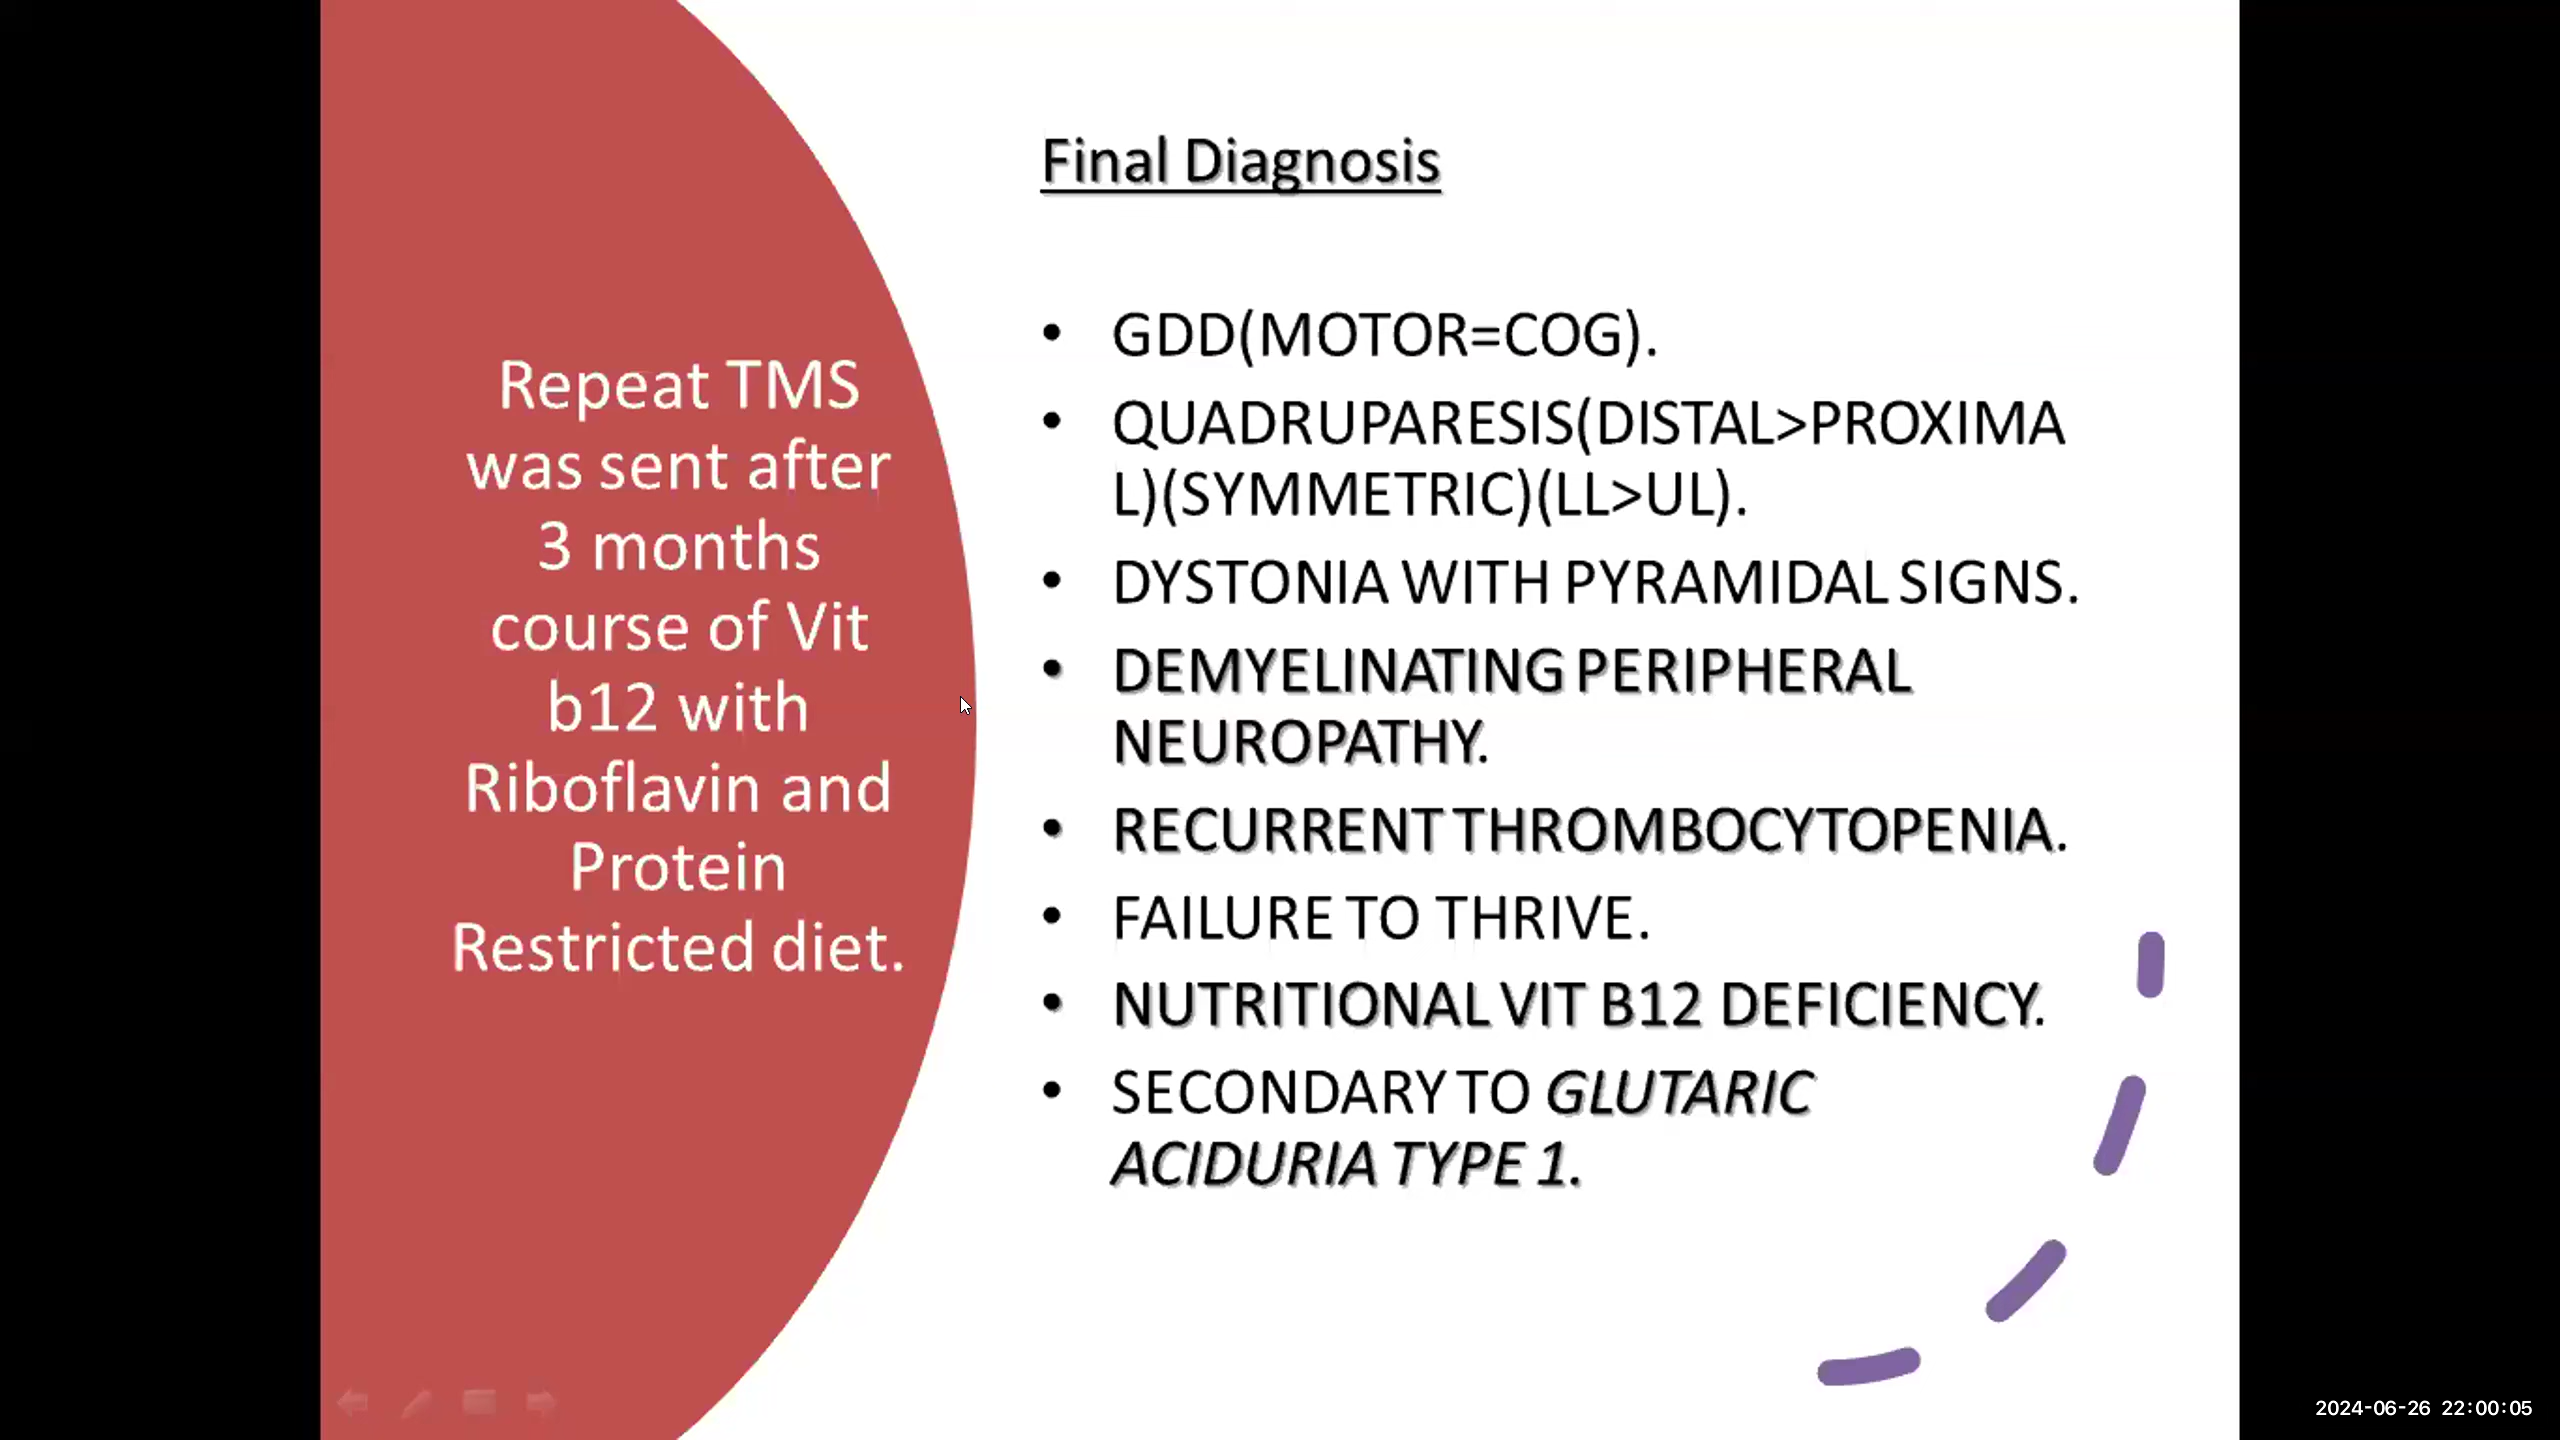 Repeat TMS
was sent after
3 months
course of Vit
b12 with
Riboflavin and
Protein
Restricted diet.
Final Diagnosis
• GDD(MOTOR=COG).
• QUADRUPARESIS(DISTAL>PROXIMA
L)(SYMMETRIC)(LL>UL).
• DYSTONIA WITH PYRAMIDAL SIGNS.
• DEMYELINATING PERIPHERAL
NEUROPATHY.
• RECURRENT THROMBOCYTOPENIA.
• FAILURE TO THRIVE.
• NUTRITIONAL VIT B12 DEFICIENCY.
• SECONDARY TO GLUTARIC
ACIDURIA TYPE 1.
2024-06-26 22:00:05